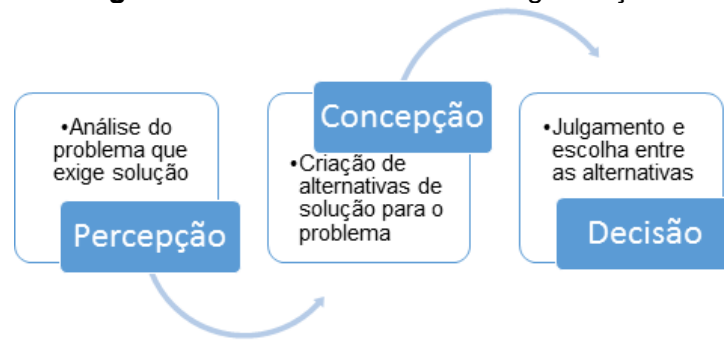 •Análise do
problema que
exige solução
Percepção
Concepção
•Criação de
alternativas de
solução para o
problema
•Julgamento e
escolha entre
as alternativas
Decisão